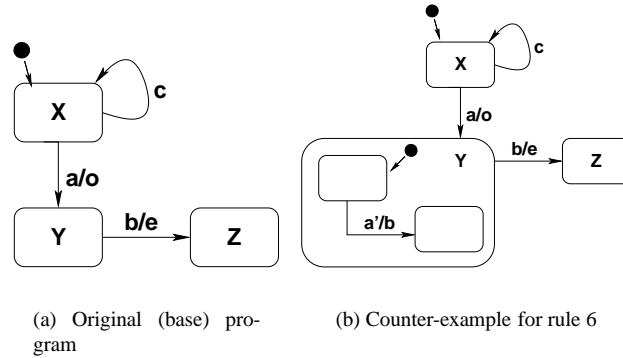 X
c
a/o
Y
b/e
Z
(a) Original (base) pro-
gram
X
c
a/o
Y
b/e
Z
a'/b
(b) Counter-example for rule 6